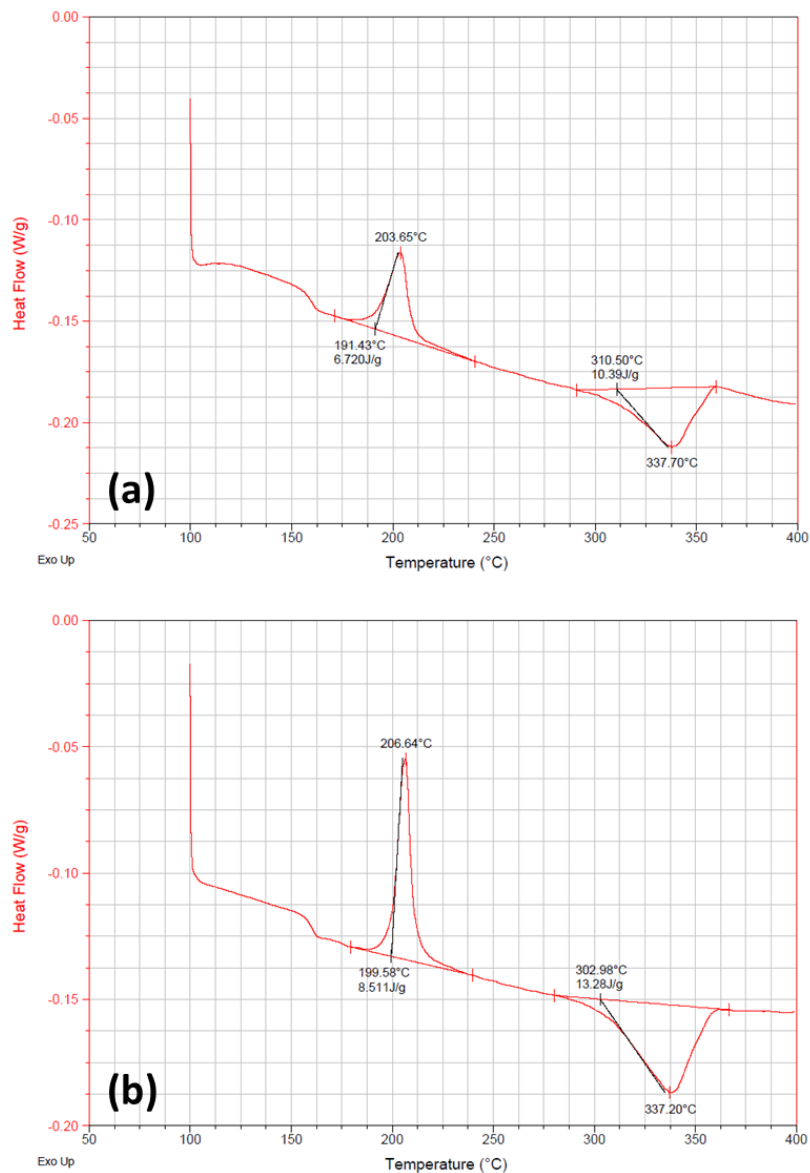 0.00
-0.05
-0.10
-0.15
-0.20
-0.25
Heat Flow (W/g)
203.65°C
191.43°C
6.720J/g
310.50°C
10.39J/g
337.70°C
(a)
50
100
150
200
250
300
350
400
Exo Up
Temperature (°C)
0.00
-0.05
-0.10
-0.15
-0.20
Heat Flow (W/g)
206.64°C
199.58°C
8.511J/g
302.98°C
13.28J/g
337.20°C
(b)
50
100
150
200
250
300
350
400
Exo Up
Temperature (°C)